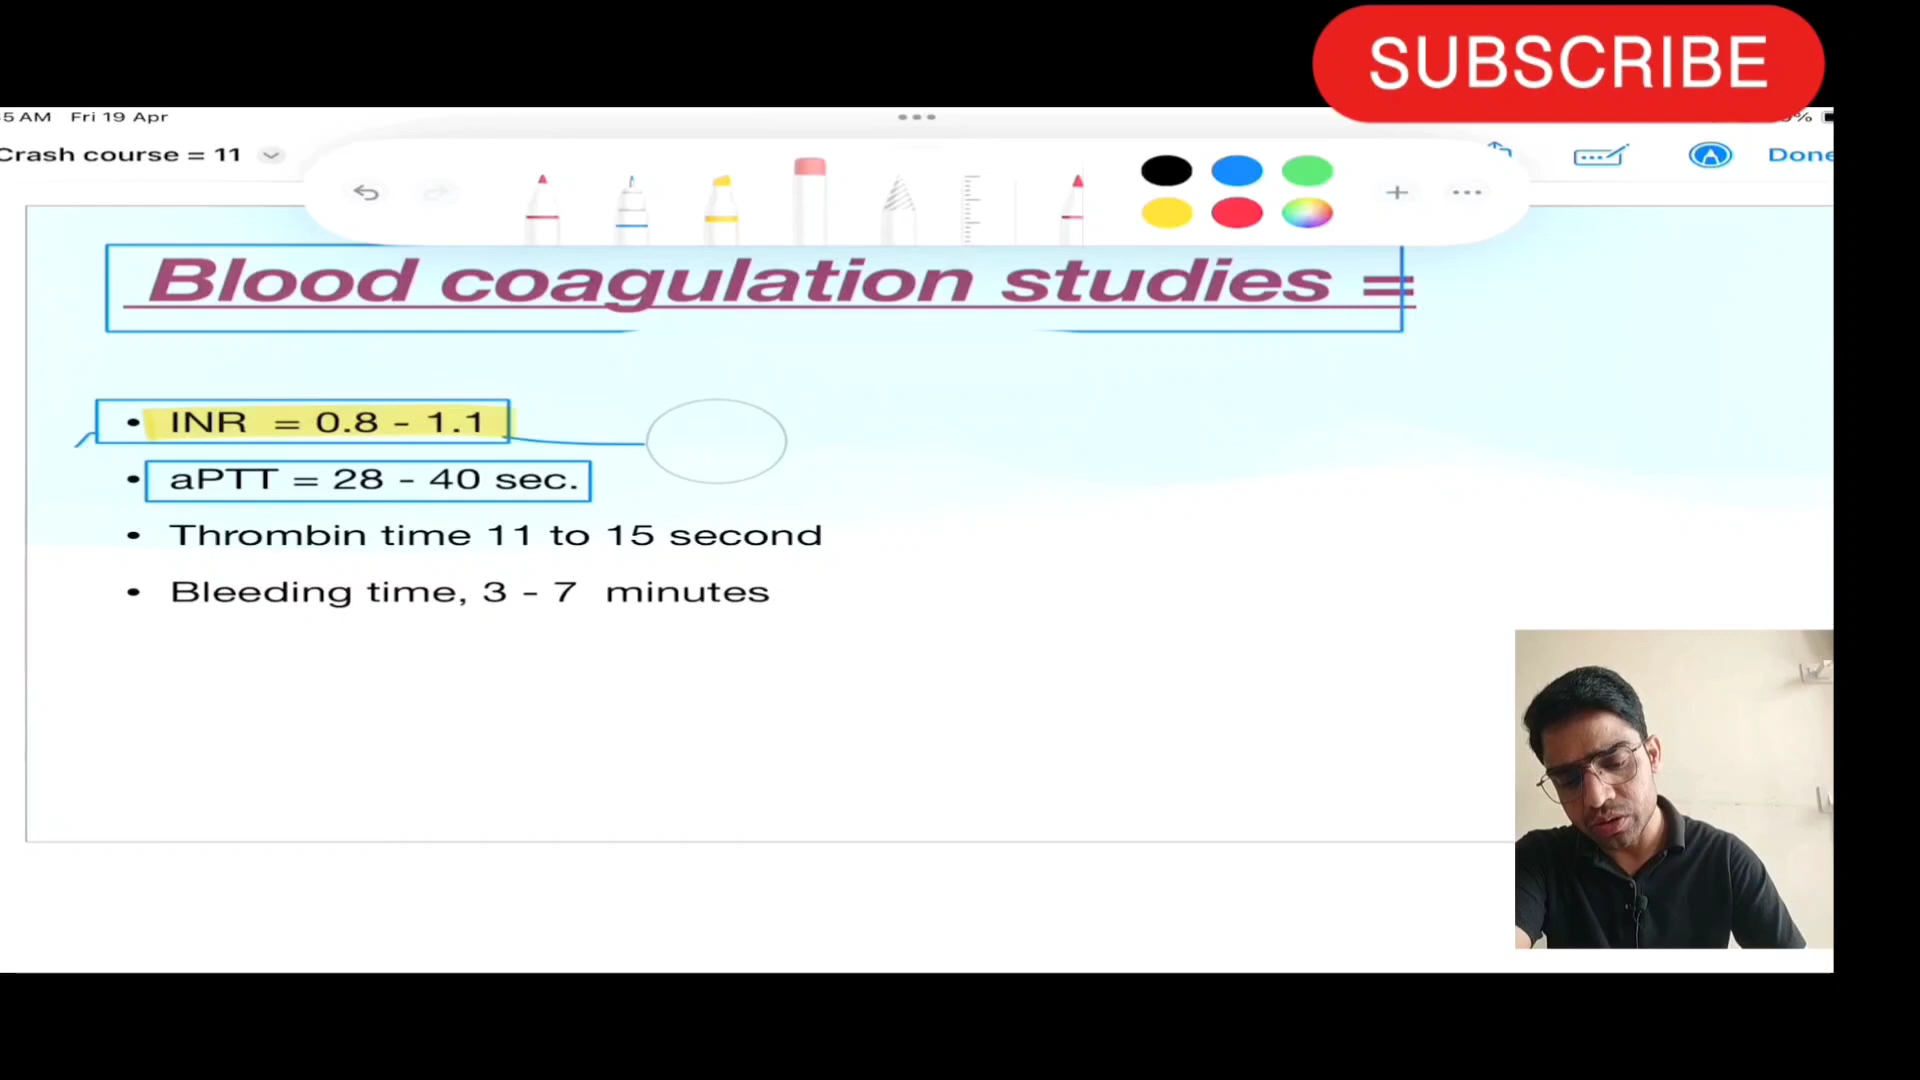 SUBSCRIBE
5 AM Fri 19 Apr
Crash course = 11
Done
Blood coagulation studies =
• INR = 0.8 - 1.1
• aPTT = 28 - 40 sec.
• Thrombin time 11 to 15 second
• Bleeding time, 3 - 7 minutes